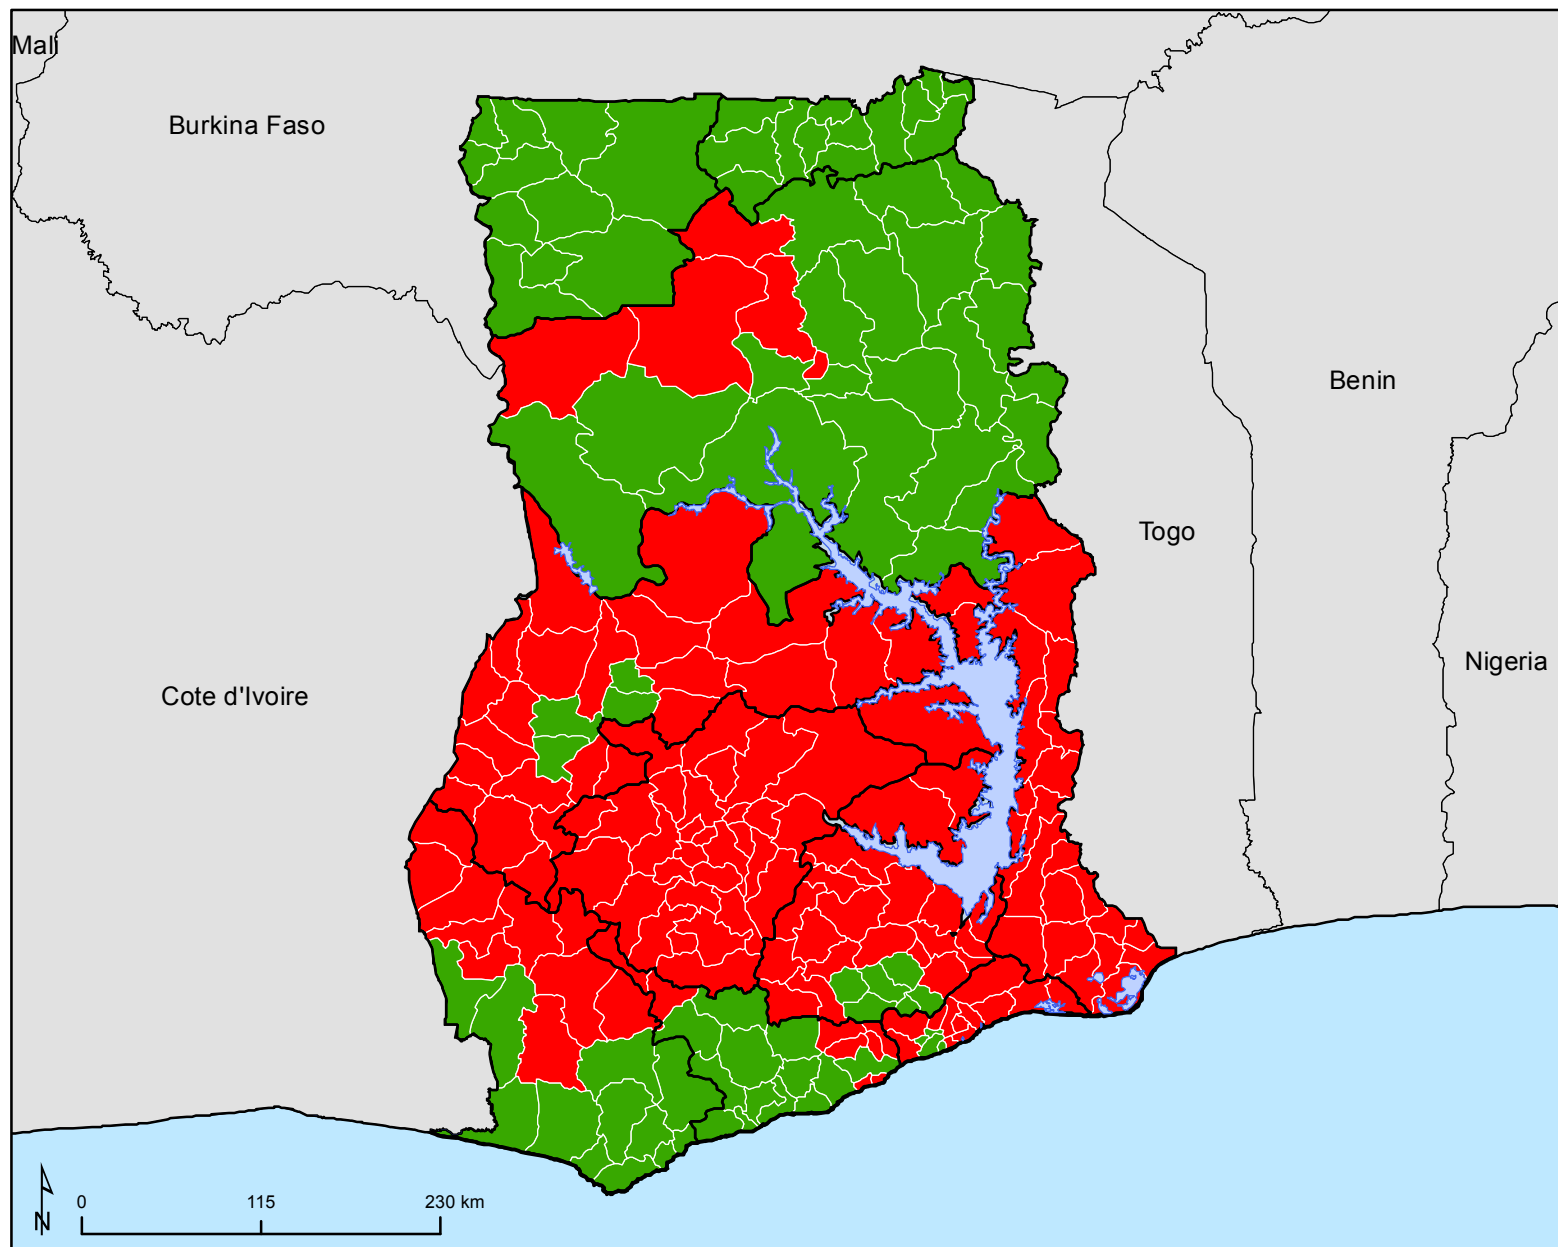 Mali
Burkina Faso
Benin
Togo
Nigeria
Cote d'Ivoire
N
0 115 230 km